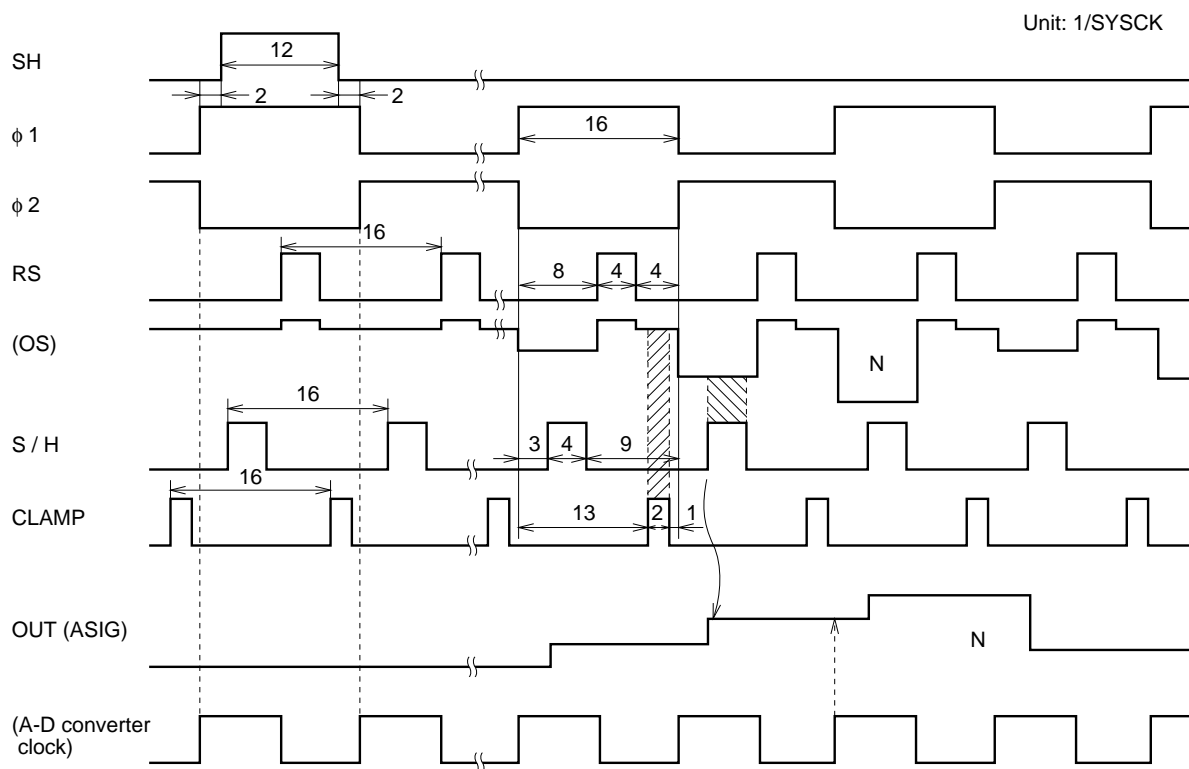 Unit: 1/SYSCK
SH
12
2
2
φ 1
16
φ 2
RS
16
8
4
4
(OS)
N
S / H
16
3
4
9
CLAMP
16
13
2
1
OUT (ASIG)
N
(A-D converter
clock)